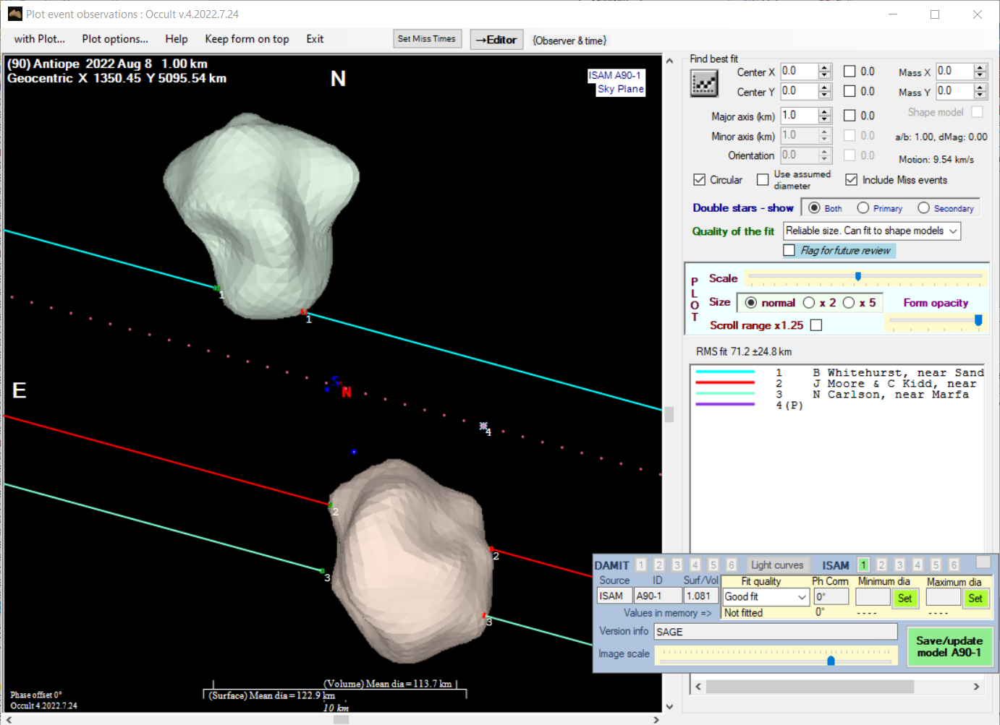 Plot event observations : Occult v.4.2022.7.24
with Plot... Plot options... Help Keep form on top Exit Set Miss Times →Editor {Observer & time}
(90) Antiope 2022 Aug 8 1.00 km
Geocentric X 1350.45 Y 5095.54 km
N
ISAM A90-1
Sky Plane
1
1
E
N
4
2
2
3
3
(Volume) Mean dia = 113.7 km
(Surface) Mean dia = 122.9 km
10 km
Phase offset 0°
Occult 4.2022.7.24
Find best fit
Center X 0.0 0.0 Mass X 0.0
Center Y 0.0 0.0 Mass Y 0.0
Major axis (km) 1.0 0.0 Shape model
Minor axis (km) 1.0 0.0 a/b: 1.00, dMag: 0.00
Orientation 0.0 0.0 Motion: 9.54 km/s
Circular Use assumed diameter Include Miss events
Double stars - show Both Primary Secondary
Quality of the fit Reliable size. Can fit to shape models
Flag for future review
PLOT
Scale
Size normal x 2 x 5 Form opacity
Scroll range x1.25
RMS fit 71.2 ±24.8 km
1 B Whitehurst, near Sand
2 J Moore & C Kidd, near
3 N Carlson, near Marfa
4(P)
DAMIT 1 2 3 4 5 6 Light curves ISAM 1 2 3 4 5 6
Source ID Surf/Vol Fit quality Ph Corrn Minimum dia Maximum dia
ISAM A90-1 1.081 Good fit 0° Set Set
Values in memory => Not fitted 0° - - - - - - - -
Version info SAGE
Image scale
Save/update
model A90-1